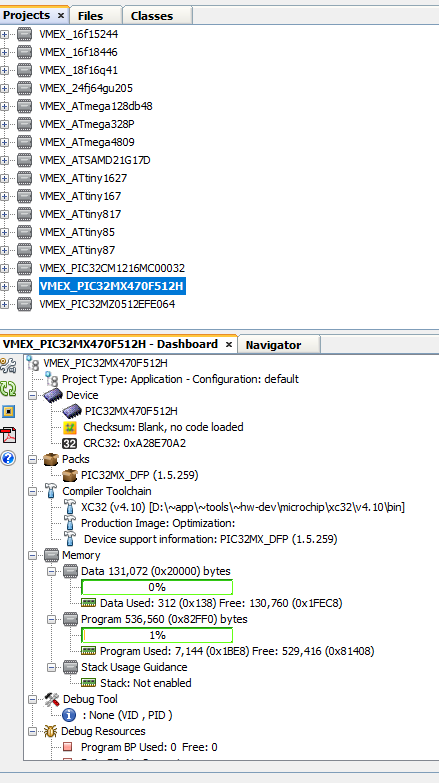 Projects × Files Classes
VMEX_16f15244
VMEX_16f18446
VMEX_18f16q41
VMEX_24fj64gu205
VMEX_ATmega128db48
VMEX_ATmega328P
VMEX_ATmega4809
VMEX_ATSAMD21G17D
VMEX_ATtiny1627
VMEX_ATtiny167
VMEX_ATtiny817
VMEX_ATtiny85
VMEX_ATtiny87
VMEX_PIC32CM1216MC00032
VMEX_PIC32MX470F512H
VMEX_PIC32MZ0512EFE064
VMEX_PIC32MX470F512H - Dashboard × Navigator
VMEX_PIC32MX470F512H
Project Type: Application - Configuration: default
Device
PIC32MX470F512H
Checksum: Blank, no code loaded
32 CRC32: 0xA28E70A2
Packs
PIC32MX_DFP (1.5.259)
Compiler Toolchain
XC32 (v4.10) [D:\~app\~tools\~hw-dev\microchip\xc32\v4.10\bin]
Production Image: Optimization:
Device support information: PIC32MX_DFP (1.5.259)
Memory
Data 131,072 (0x20000) bytes
0%
Data Used: 312 (0x138) Free: 130,760 (0x1FEC8)
Program 536,560 (0x82FF0) bytes
1%
Program Used: 7,144 (0x1BE8) Free: 529,416 (0x81408)
Stack Usage Guidance
Stack: Not enabled
Debug Tool
: None (VID , PID )
Debug Resources
Program BP Used: 0 Free: 0